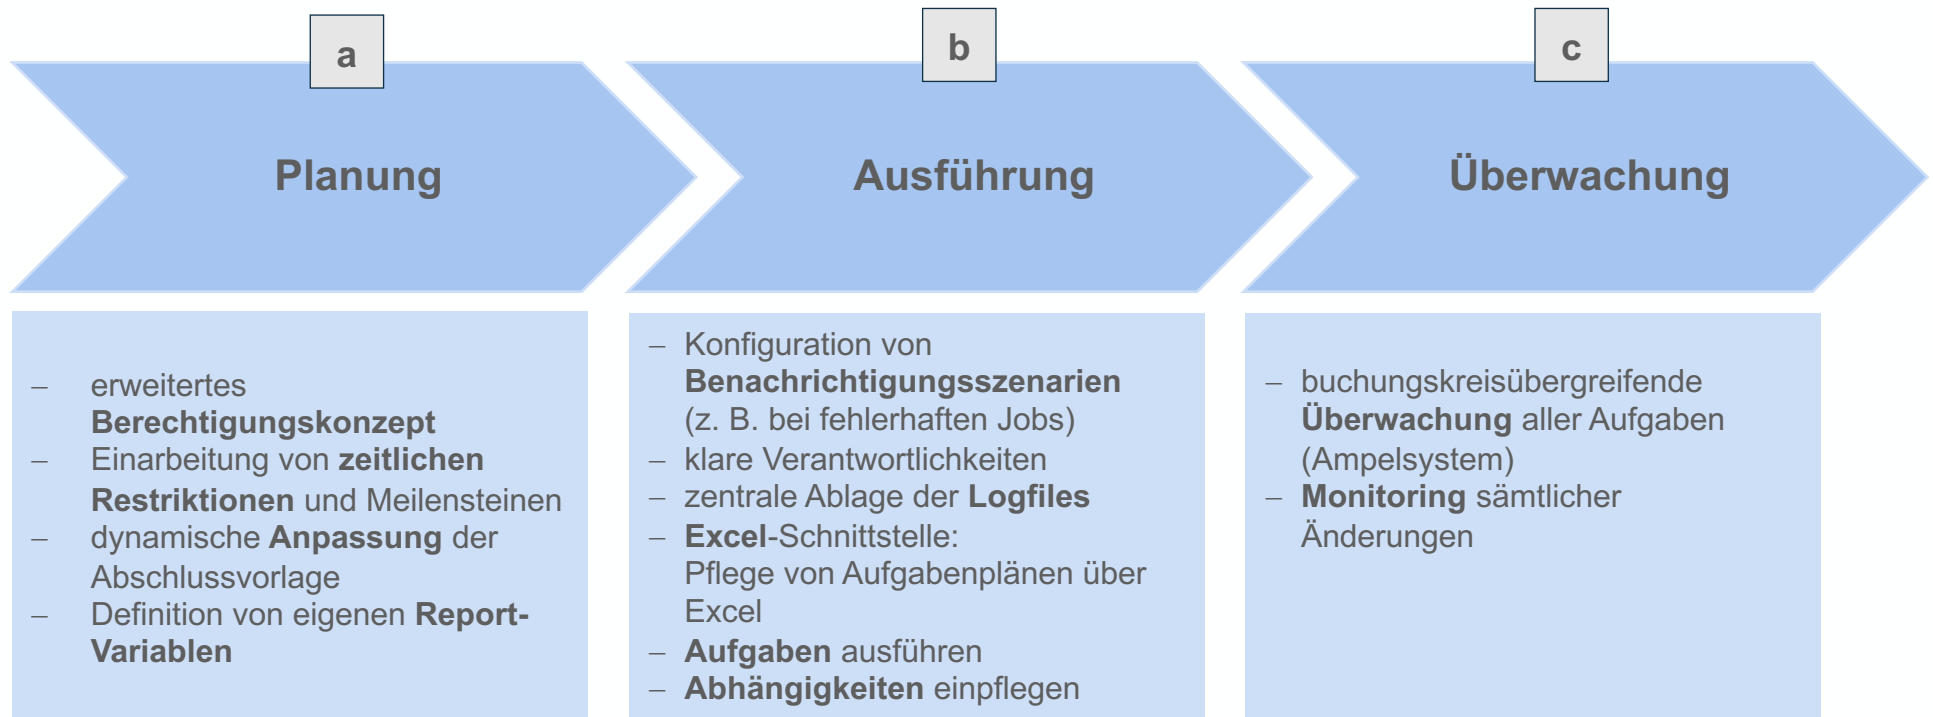 a
Planung
– erweitertes
Berechtigungskonzept
– Einarbeitung von zeitlichen
Restriktionen und Meilensteinen
– dynamische Anpassung der
Abschlussvorlage
– Definition von eigenen Report-
Variablen
b
Ausführung
– Konfiguration von
Benachrichtigungsszenarien
(z. B. bei fehlerhaften Jobs)
– klare Verantwortlichkeiten
– zentrale Ablage der Logfiles
– Excel-Schnittstelle:
Pflege von Aufgabenplänen über
Excel
– Aufgaben ausführen
– Abhängigkeiten einpflegen
c
Überwachung
– buchungskreisübergreifende
Überwachung aller Aufgaben
(Ampelsystem)
– Monitoring sämtlicher
Änderungen